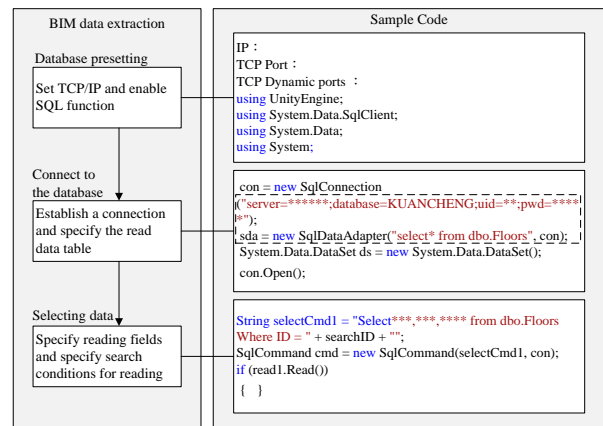 BIM data extraction
Database presetting
Set TCP/IP and enable
SQL function
Connect to
the database
Establish a connection
and specify the read
data table
Selecting data
Specify reading fields
and specify search
conditions for reading
Sample Code
IP：
TCP Port：
TCP Dynamic ports ：
using UnityEngine;
using System.Data.SqlClient;
using System.Data;
using System;
con = new SqlConnection
("server=******;database=KUANCHENG;uid=**;pwd=****
*");
sda = new SqlDataAdapter("select* from dbo.Floors", con);
System.Data.DataSet ds = new System.Data.DataSet();
con.Open();
String selectCmd1 = "Select***,***,**** from dbo.Floors
Where ID = " + searchID + "";
SqlCommand cmd = new SqlCommand(selectCmd1, con);
if (read1.Read())
{ }